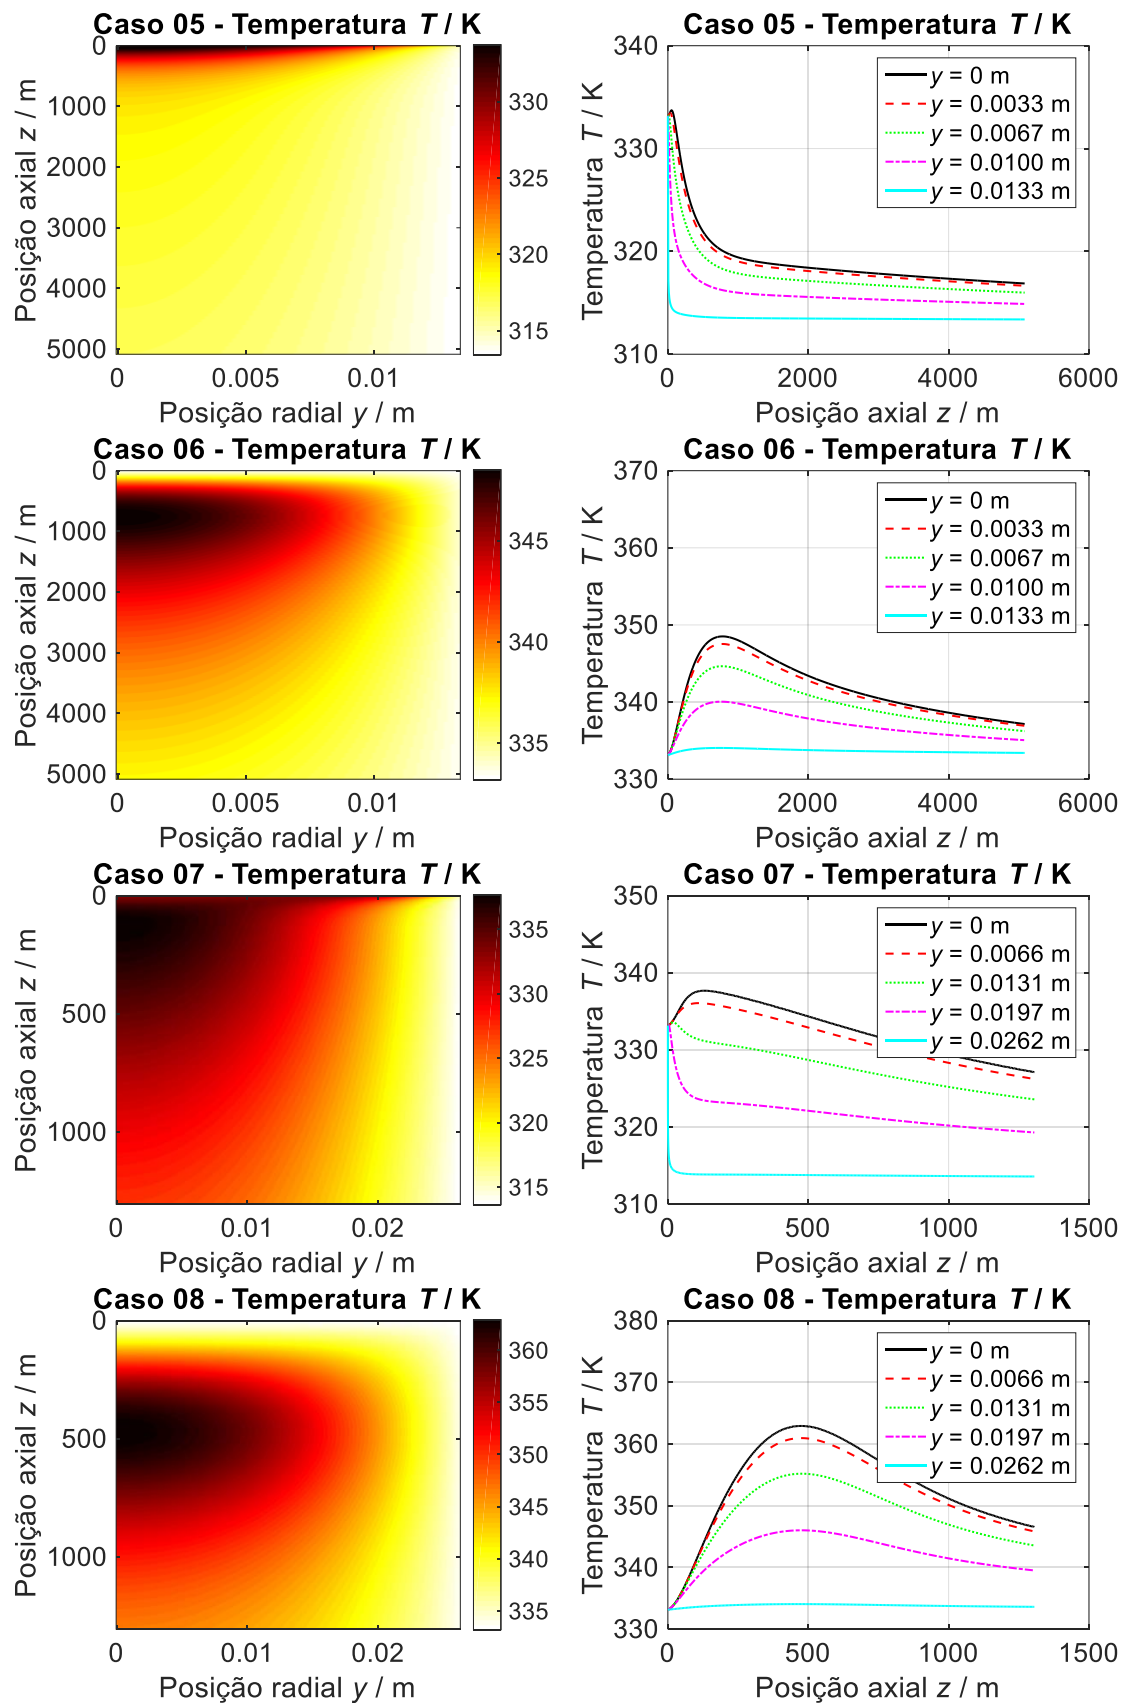 Caso 05 - Temperatura T / K
0
1000
2000
3000
4000
5000
Posição axial z / m
0
0.005
0.01
Posição radial y / m
330
325
320
315
Caso 05 - Temperatura T / K
340
330
320
310
Temperatura T / K
0
2000
4000
6000
Posição axial z / m
y = 0 m
y = 0.0033 m
y = 0.0067 m
y = 0.0100 m
y = 0.0133 m
Caso 06 - Temperatura T / K
0
1000
2000
3000
4000
5000
Posição axial z / m
0
0.005
0.01
Posição radial y / m
345
340
335
Caso 06 - Temperatura T / K
370
360
350
340
330
Temperatura T / K
0
2000
4000
6000
Posição axial z / m
y = 0 m
y = 0.0033 m
y = 0.0067 m
y = 0.0100 m
y = 0.0133 m
Caso 07 - Temperatura T / K
0
500
1000
Posição axial z / m
0
0.01
0.02
Posição radial y / m
335
330
325
320
315
Caso 07 - Temperatura T / K
350
340
330
320
310
Temperatura T / K
0
500
1000
1500
Posição axial z / m
y = 0 m
y = 0.0066 m
y = 0.0131 m
y = 0.0197 m
y = 0.0262 m
Caso 08 - Temperatura T / K
0
500
1000
Posição axial z / m
0
0.01
0.02
Posição radial y / m
360
355
350
345
340
335
Caso 08 - Temperatura T / K
380
370
360
350
340
330
Temperatura T / K
0
500
1000
1500
Posição axial z / m
y = 0 m
y = 0.0066 m
y = 0.0131 m
y = 0.0197 m
y = 0.0262 m